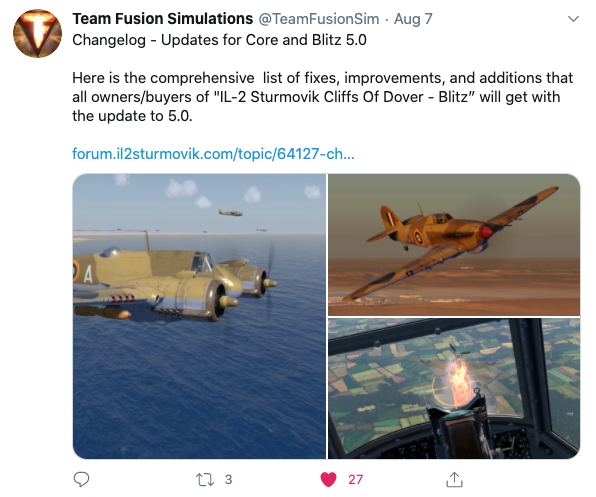 Team Fusion Simulations @TeamFusionSim · Aug 7
Changelog - Updates for Core and Blitz 5.0
Here is the comprehensive list of fixes, improvements, and additions that
all owners/buyers of "IL-2 Sturmovik Cliffs Of Dover - Blitz” will get with
the update to 5.0.
forum.il2sturmovik.com/topic/64127-ch...
A
3 27